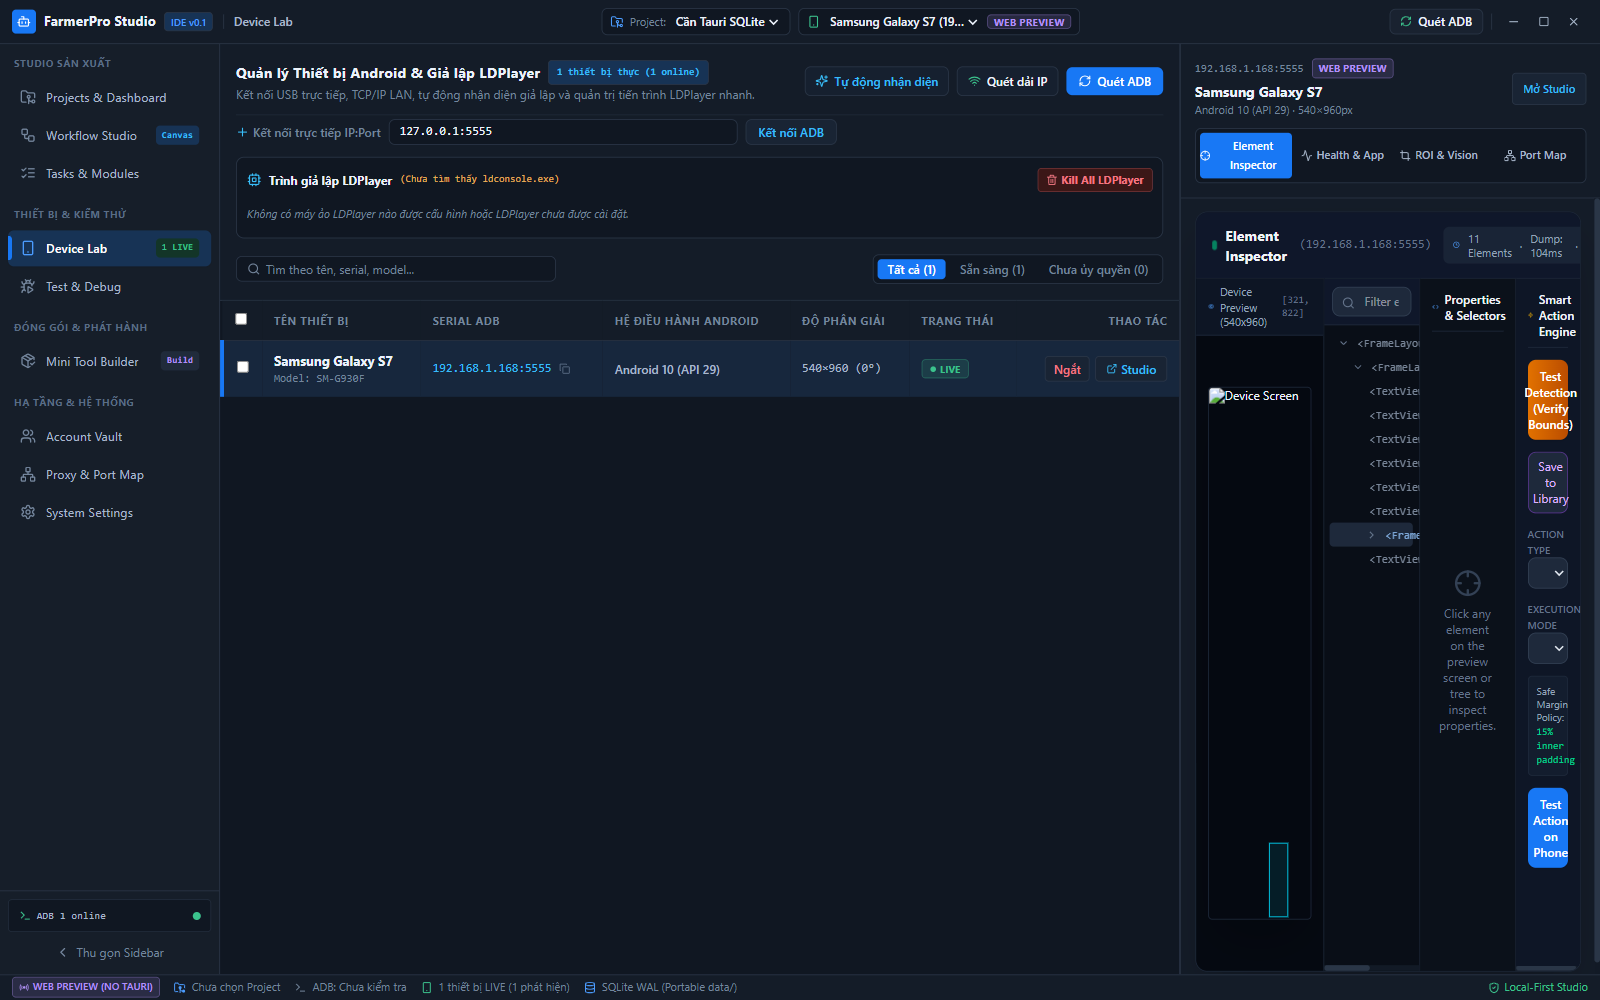 FarmerPro Studio IDE v0.1 Device Lab
Project: Cần Tauri SQLite
Samsung Galaxy S7 (19... WEB PREVIEW
Quét ADB
STUDIO SẢN XUẤT
Projects & Dashboard
Workflow Studio Canvas
Tasks & Modules
THIẾT BỊ & KIỂM THỬ
Device Lab 1 LIVE
Test & Debug
ĐÓNG GÓI & PHÁT HÀNH
Mini Tool Builder Build
HẠ TẦNG & HỆ THỐNG
Account Vault
Proxy & Port Map
System Settings
ADB 1 online
Thu gọn Sidebar
Quản lý Thiết bị Android & Giả lập LDPlayer 1 thiết bị thực (1 online)
Kết nối USB trực tiếp, TCP/IP LAN, tự động nhận diện giả lập và quản trị tiến trình LDPlayer nhanh.
Tự động nhận diện
Quét dải IP
Quét ADB
Kết nối trực tiếp IP:Port 127.0.0.1:5555 Kết nối ADB
Trình giả lập LDPlayer (Chưa tìm thấy ldconsole.exe)
Kill All LDPlayer
Không có máy ảo LDPlayer nào được cấu hình hoặc LDPlayer chưa được cài đặt.
Tìm theo tên, serial, model...
Tất cả (1) Sẵn sàng (1) Chưa ủy quyền (0)
TÊN THIẾT BỊ SERIAL ADB HỆ ĐIỀU HÀNH ANDROID ĐỘ PHÂN GIẢI TRẠNG THÁI THAO TÁC
Samsung Galaxy S7
Model: SM-G930F
192.168.1.168:5555
Android 10 (API 29)
540×960 (0°)
LIVE
Ngắt
Studio
192.168.1.168:5555 WEB PREVIEW
Samsung Galaxy S7
Android 10 (API 29) · 540×960px
Mở Studio
Element
Inspector
Health & App
ROI & Vision
Port Map
Element
Inspector
(192.168.1.168:5555)
11
Elements
·
Dump:
104ms
·
Device
Preview
(540x960)
[321,
822]
Device Screen
Filter e
<FrameLayou
<FrameLa
<TextView
<TextView
<TextView
<TextView
<TextView
<TextView
<Frame
<TextView
Properties
& Selectors
Click any
element
on the
preview
screen or
tree to
inspect
properties.
Smart
Action
Engine
Test
Detection
(Verify
Bounds)
Save
to
Library
ACTION
TYPE
EXECUTION
MODE
Safe
Margin
Policy:
15%
inner
padding
Test
Action
on
Phone
WEB PREVIEW (NO TAURI)
Chưa chọn Project
ADB: Chưa kiểm tra
1 thiết bị LIVE (1 phát hiện)
SQLite WAL (Portable data/)
Local-First Studio